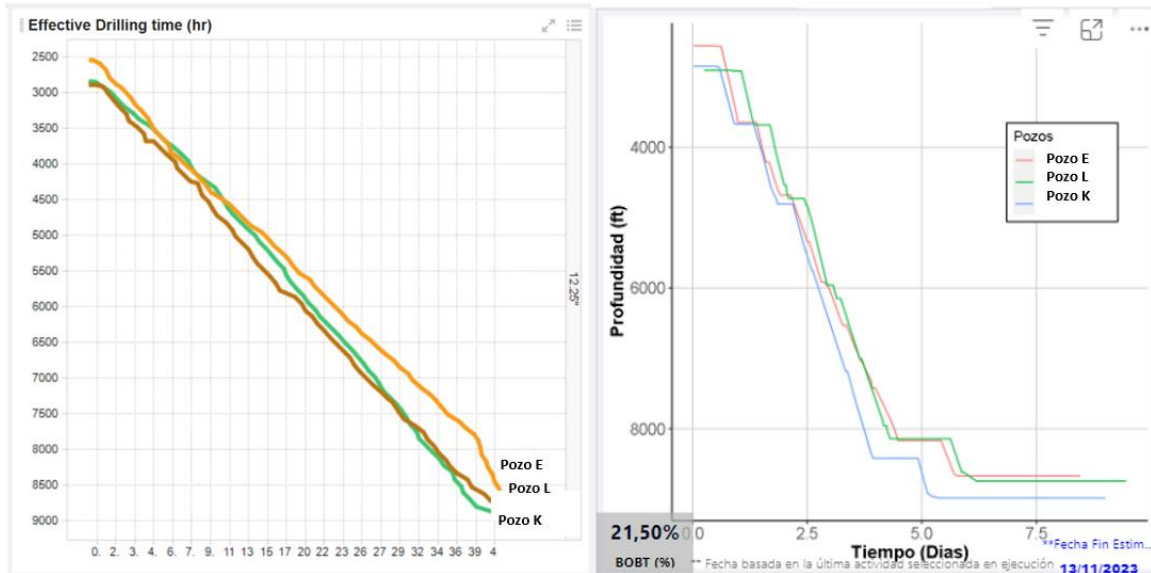 Effective Drilling time (hr)
2500
3000
3500
4000
4500
5000
5500
6000
6500
7000
7500
8000
8500
9000
0. 2. 3. 4. 6. 7. 9. 11 13 15 17 20 22 23 25 27 29 32 34 36 39 4
12.25"
Pozo E
Pozo L
Pozo K
Profundidad (ft)
4000
6000
8000
Pozos
Pozo E
Pozo L
Pozo K
0.0 2.5 5.0 7.5
Tiempo (Dias)
21,50%
BOBT (%)
**Fecha Fin Estim..
** Fecha basada en la última actividad seleccionada en ejecución
13/11/2023